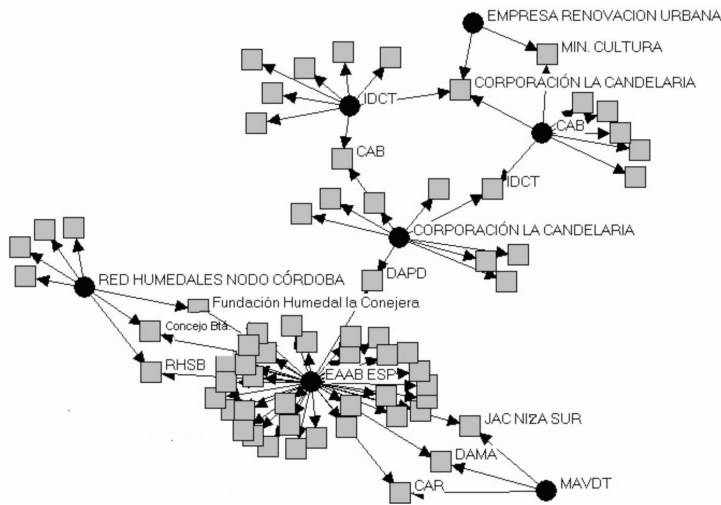 EMPRESA RENOVACION URBANA
MIN. CULTURA
CORPORACIÓN LA CANDELARIA
IDCT
CAB
CAB
IDCT
CORPORACIÓN LA CANDELARIA
DAPD
RED HUMEDALES NODO CÓRDOBA
Fundación Humedal la Conejera
Concejo Btá.
RHSB
EAAB ESP
JAC NIZA SUR
DAMA
CAR
MAVDT